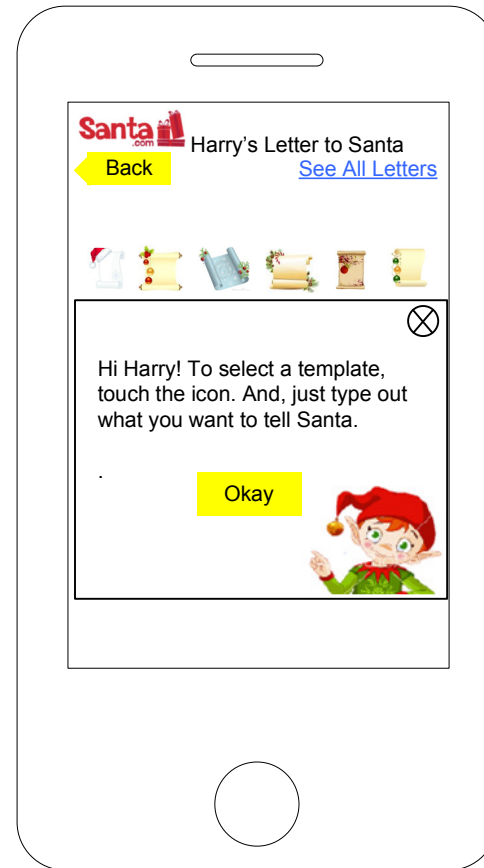 Santa
.com
Harry’s Letter to Santa
Back
See All Letters
Hi Harry! To select a template,
touch the icon. And, just type out
what you want to tell Santa.
.
Okay